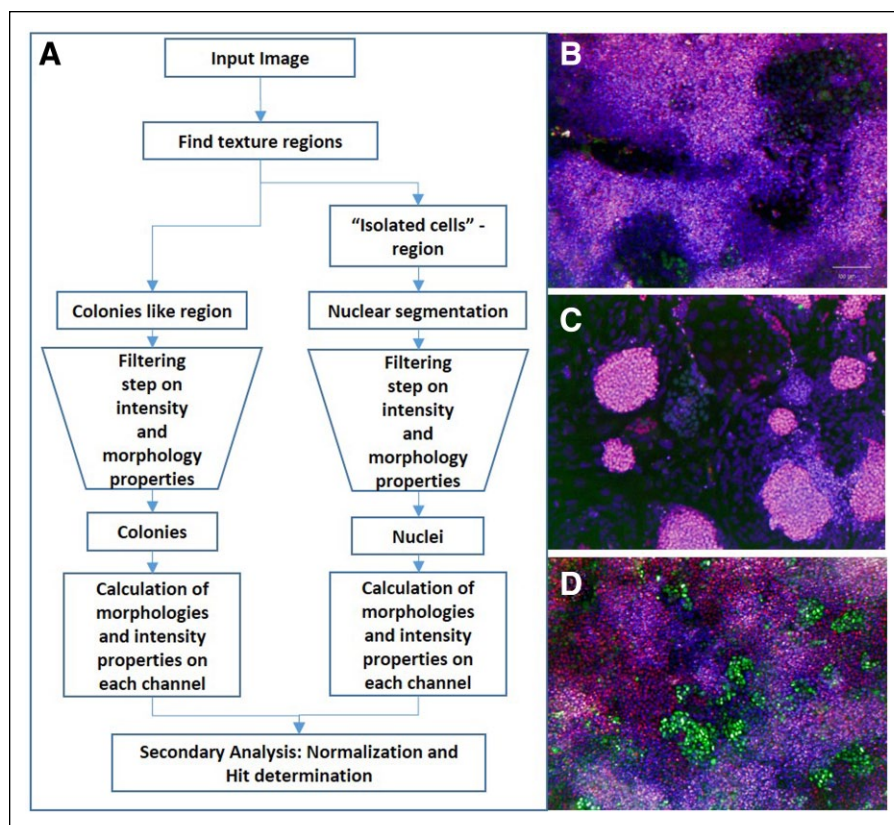 A
Input Image
Find texture regions
“Isolated cells” -
region
Colonies like region
Nuclear segmentation
Filtering
step on
intensity
and
morphology
properties
Filtering
step on
intensity
and
morphology
properties
Colonies
Nuclei
Calculation of
morphologies
and intensity
properties on
each channel
Calculation of
morphologies
and intensity
properties on
each channel
Secondary Analysis: Normalization and
Hit determination
B
C
D